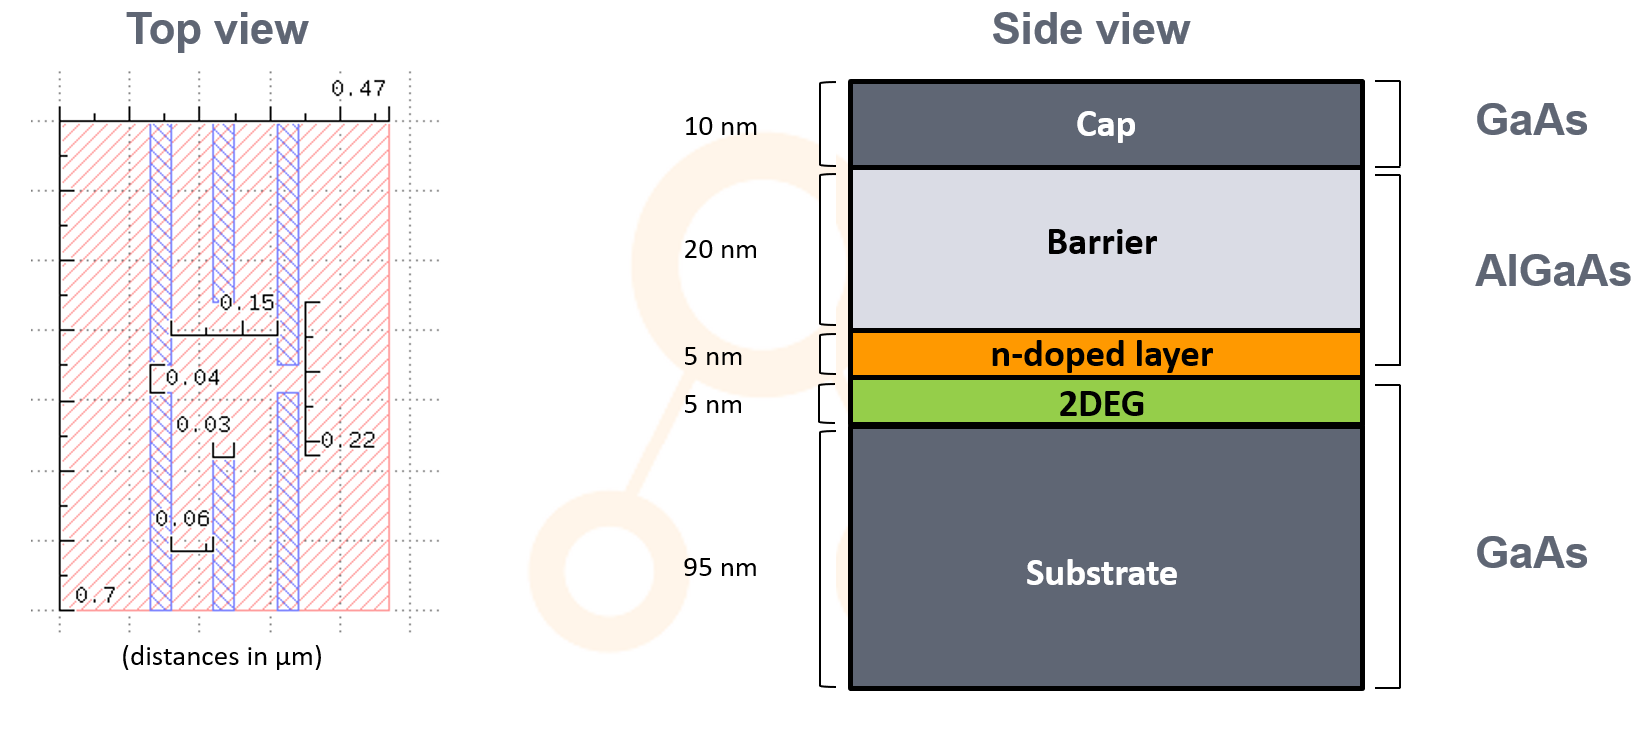 Top view
0.47
0.15
0.04
0.03
0.22
0.06
0.7
(distances in µm)
Side view
10 nm
Cap
GaAs
20 nm
Barrier
AlGaAs
5 nm
n-doped layer
5 nm
2DEG
95 nm
Substrate
GaAs